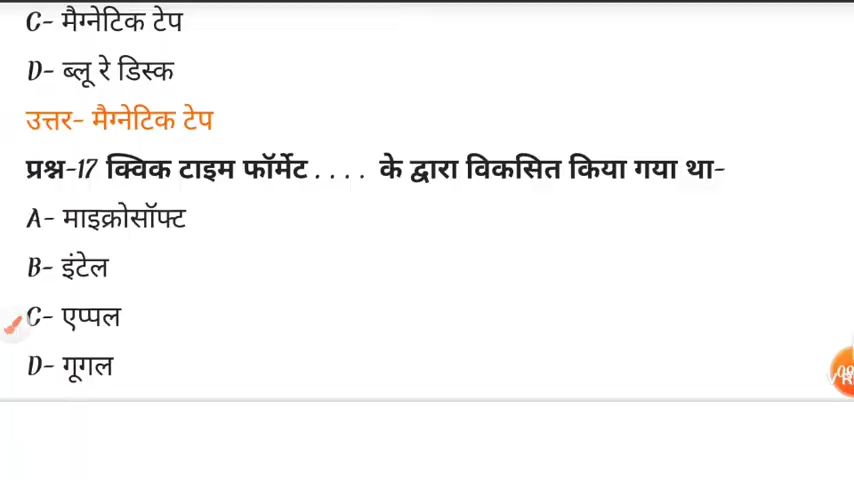 C- मैग्नेटिक टेप
D- ब्लू रे डिस्क
उत्तर- मैग्नेटिक टेप
प्रश्न-17 क्विक टाइम फॉर्मेट . . . . के द्वारा विकसित किया गया था-
A- माइक्रोसॉफ्ट
B- इंटेल
C- एप्पल
D- गूगल